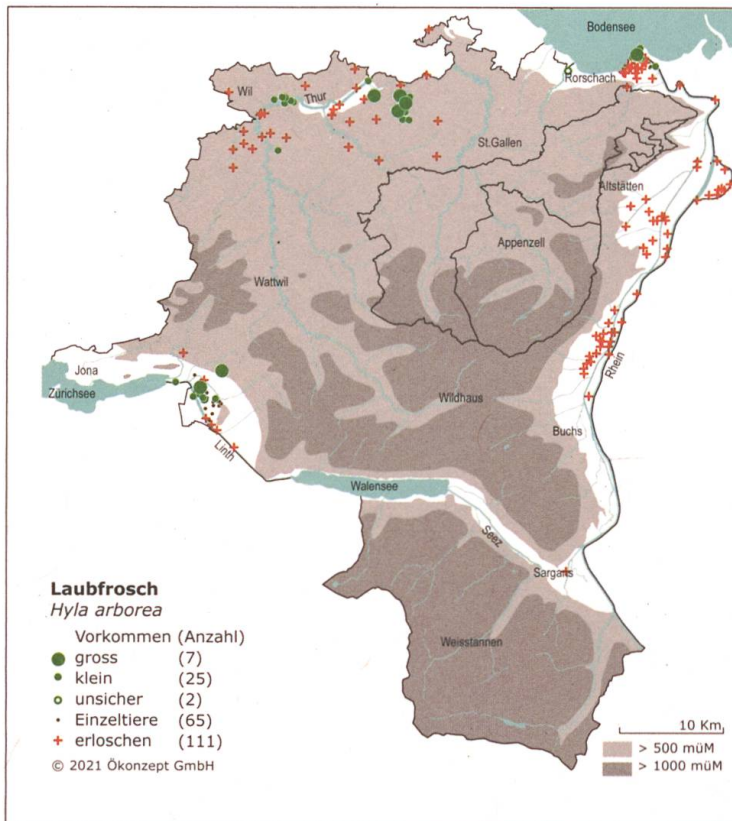 Bodensee
Rorschach
Wil
Thur
St.Gallen
Altstätten
Appenzell
Wattwil
Rhein
Jona
Zürichsee
Wildhaus
Buchs
Linth
Walensee
Seez
Sargans
Weisstannen
Laubfrosch
Hyla arborea
Vorkommen (Anzahl)
gross (7)
klein (25)
unsicher (2)
Einzeltiere (65)
erloschen (111)
© 2021 Ökonzept GmbH
10 Km
> 500 müM
> 1000 müM